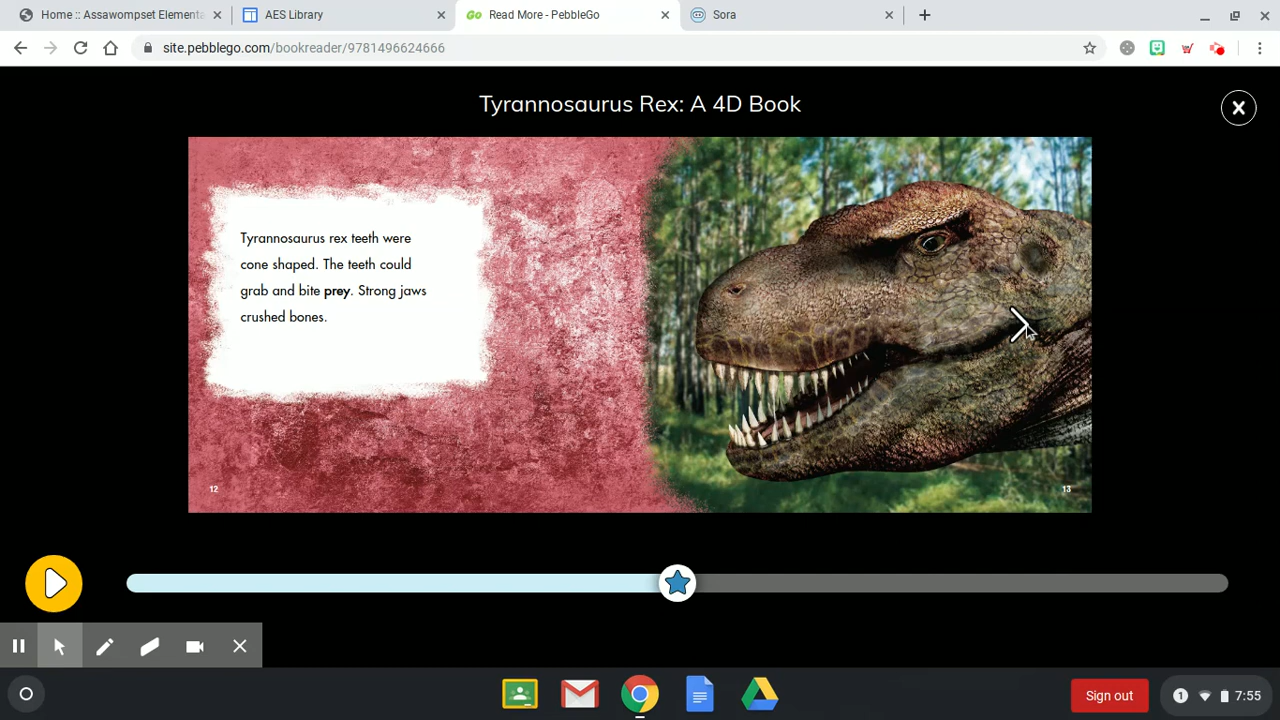 Home :: Assawompset Elementa
AES Library
GO Read More - PebbleGo
Sora
site.pebblego.com/bookreader/9781496624666
Tyrannosaurus Rex: A 4D Book
Tyrannosaurus rex teeth were
cone shaped. The teeth could
grab and bite prey. Strong jaws
crushed bones.
12
13
Sign out
1
7:55